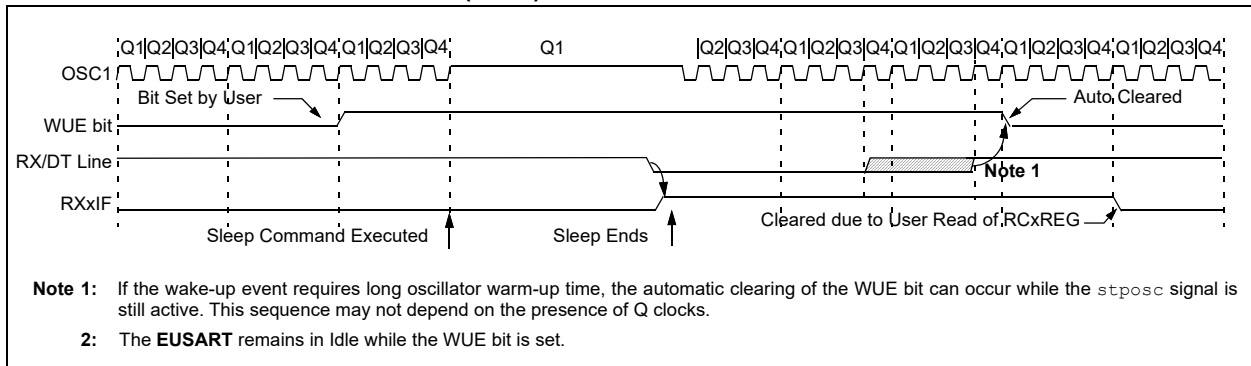 Q1|Q2|Q3|Q4|Q1|Q2|Q3|Q4|Q1|Q2|Q3|Q4 Q1 Q2|Q3|Q4|Q1|Q2|Q3|Q4|Q1|Q2|Q3|Q4|Q1|Q2|Q3|Q4|Q1|Q2|Q3|Q4
OSC1
Bit Set by User Auto Cleared
WUE bit
RX/DT Line
Note 1
RXxIF
Cleared due to User Read of RCxREG
Sleep Command Executed Sleep Ends
Note 1: If the wake-up event requires long oscillator warm-up time, the automatic clearing of the WUE bit can occur while the stposc signal is
still active. This sequence may not depend on the presence of Q clocks.
2: The EUSART remains in Idle while the WUE bit is set.